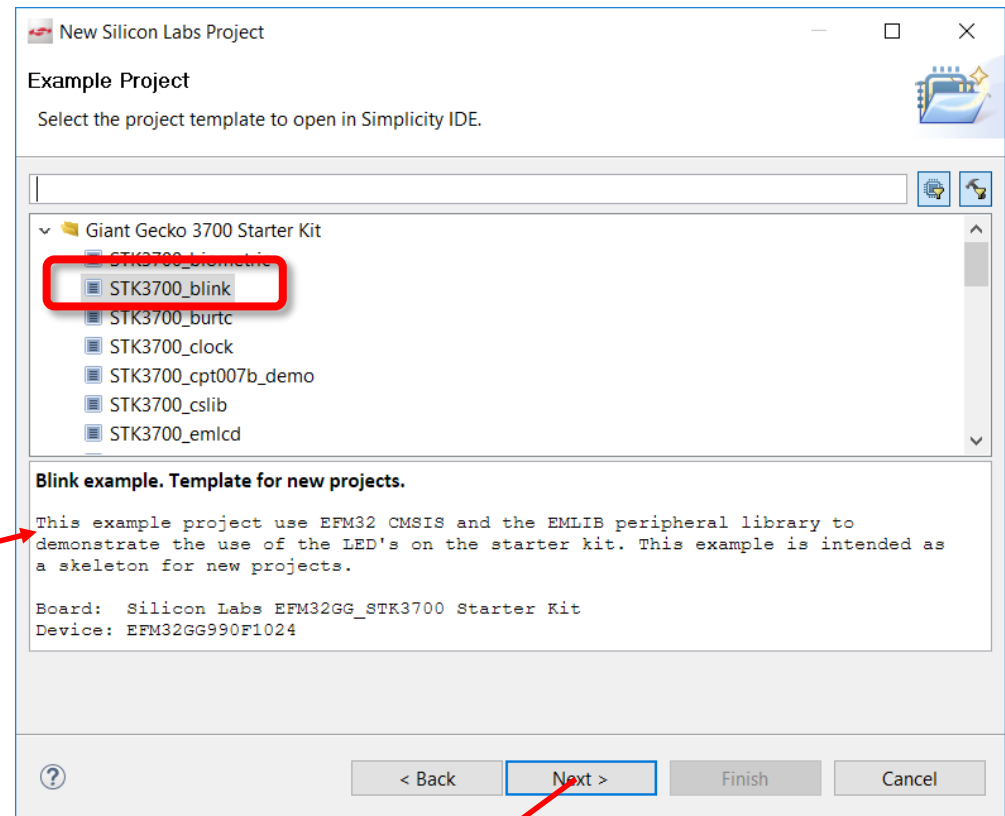 New Silicon Labs Project
Example Project
Select the project template to open in Simplicity IDE.
Giant Gecko 3700 Starter Kit
STK3700_biometric
STK3700_blink
STK3700_burtc
STK3700_clock
STK3700_cpt007b_demo
STK3700_cslib
STK3700_emlcd
Blink example. Template for new projects.
This example project use EFM32 CMSIS and the EMLIB peripheral library to
demonstrate the use of the LED's on the starter kit. This example is intended as
a skeleton for new projects.
Board: Silicon Labs EFM32GG_STK3700 Starter Kit
Device: EFM32GG990F1024
? < Back Next > Finish Cancel